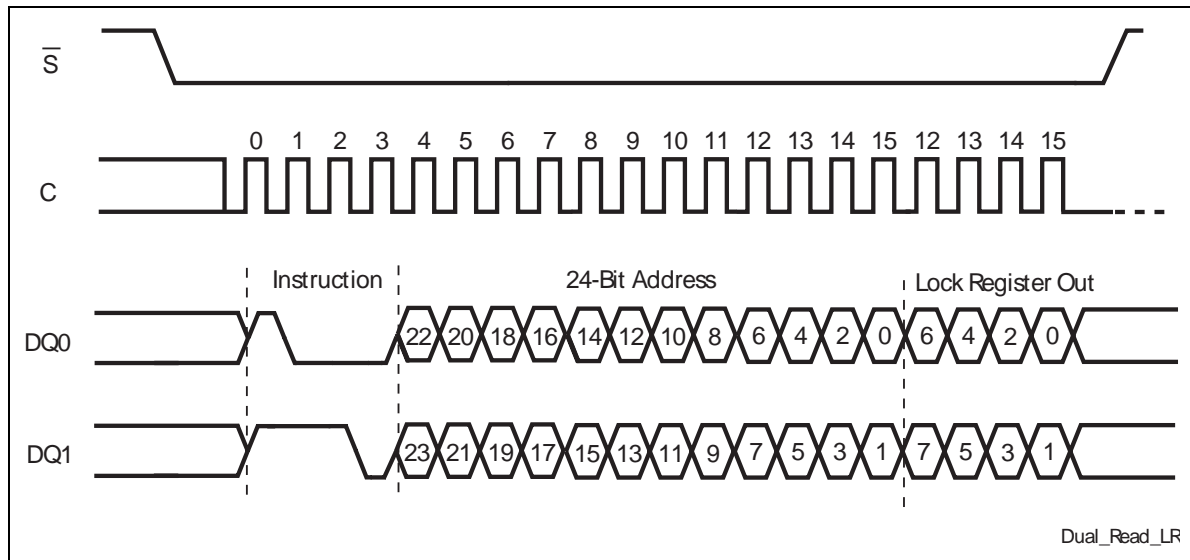 S
0 1 2 3 4 5 6 7 8 9 10 11 12 13 14 15 12 13 14 15
C
Instruction 24-Bit Address Lock Register Out
DQ0 22 20 18 16 14 12 10 8 6 4 2 0 6 4 2 0
DQ1 23 21 19 17 15 13 11 9 7 5 3 1 7 5 3 1
Dual_Read_LR